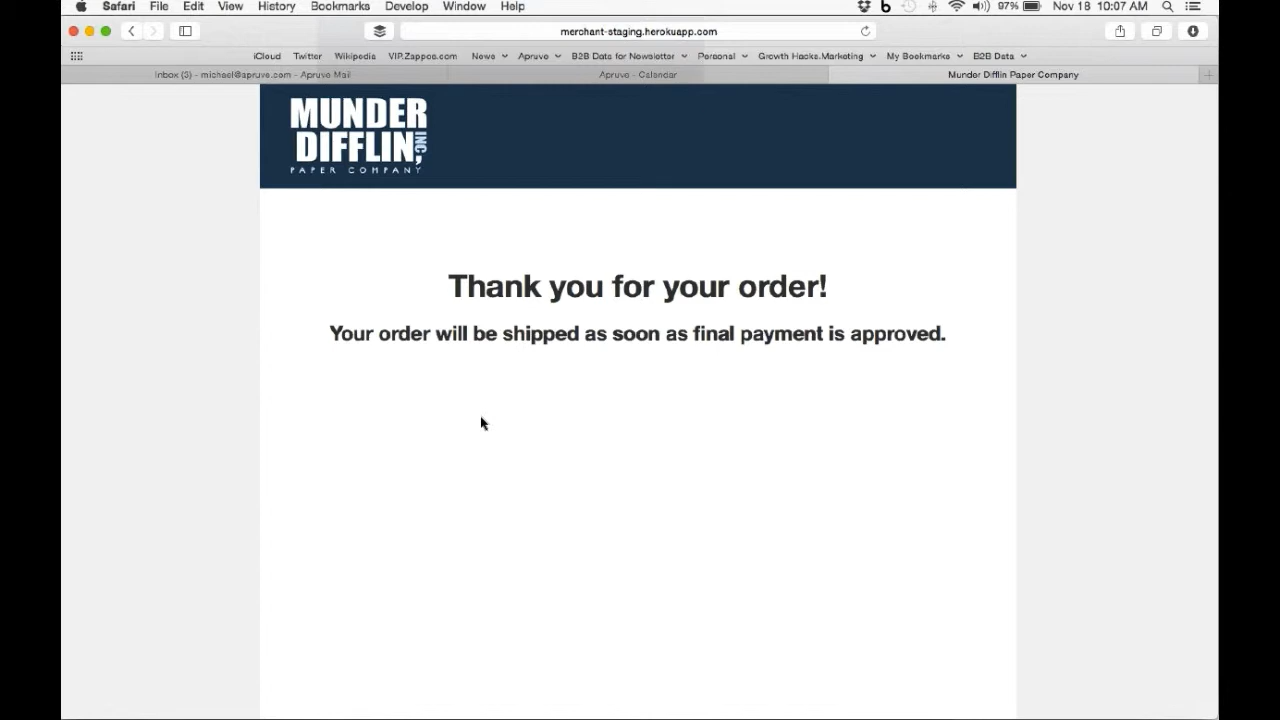 Safari File Edit View History Bookmarks Develop Window Help 97% Nov 18 10:07 AM
merchant-staging.herokuapp.com
iCloud Twitter Wikipedia VIP.Zappos.com News Apruve B2B Data for Newsletter Personal Growth Hacks.Marketing My Bookmarks B2B Data
Inbox (3) - michael@apruve.com - Apruve Mail Apruve - Calendar Munder Difflin Paper Company
MUNDER
DIFFLIN, INC
PAPER COMPANY
Thank you for your order!
Your order will be shipped as soon as final payment is approved.